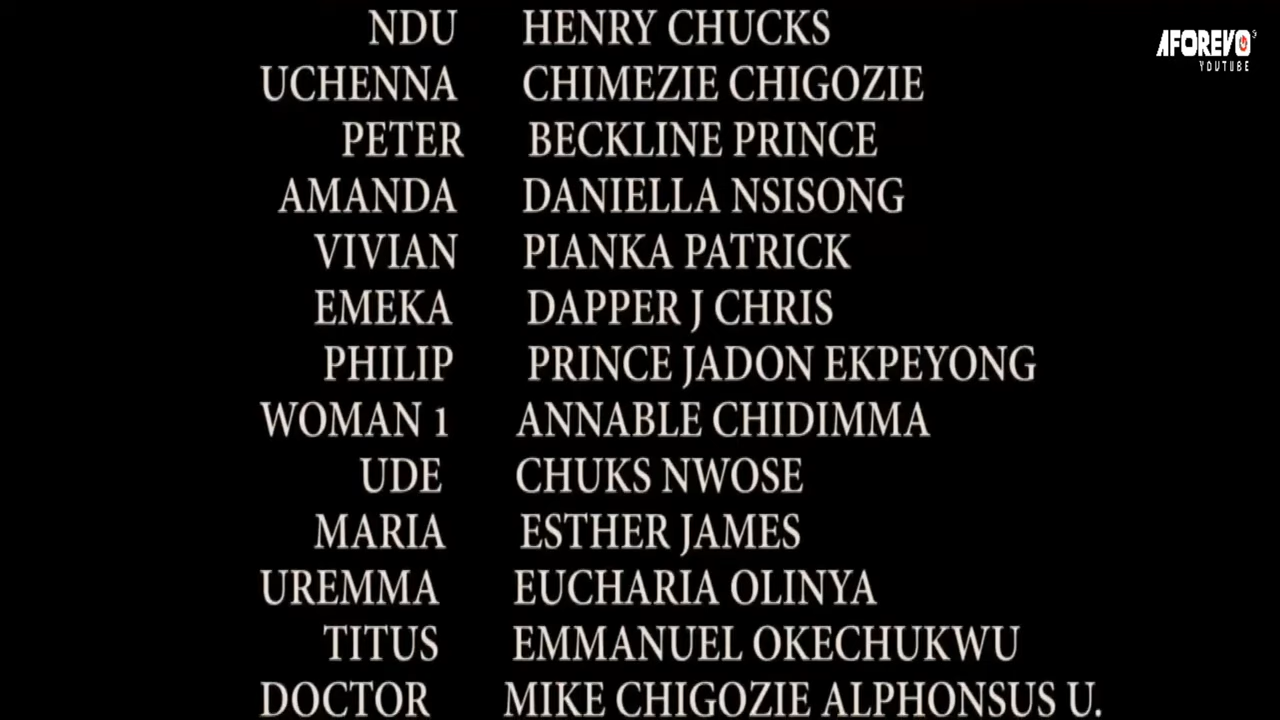 NDU HENRY CHUCKS
UCHENNA CHIMEZIE CHIGOZIE
PETER BECKLINE PRINCE
AMANDA DANIELLA NSISONG
VIVIAN PIANKA PATRICK
EMEKA DAPPER J CHRIS
PHILIP PRINCE JADON EKPEYONG
WOMAN 1 ANNABLE CHIDIMMA
UDE CHUKS NWOSE
MARIA ESTHER JAMES
UREMMA EUCHARIA OLINYA
TITUS EMMANUEL OKECHUKWU
DOCTOR MIKE CHIGOZIE ALPHONSUS U.
AFOREVO
YOUTUBE